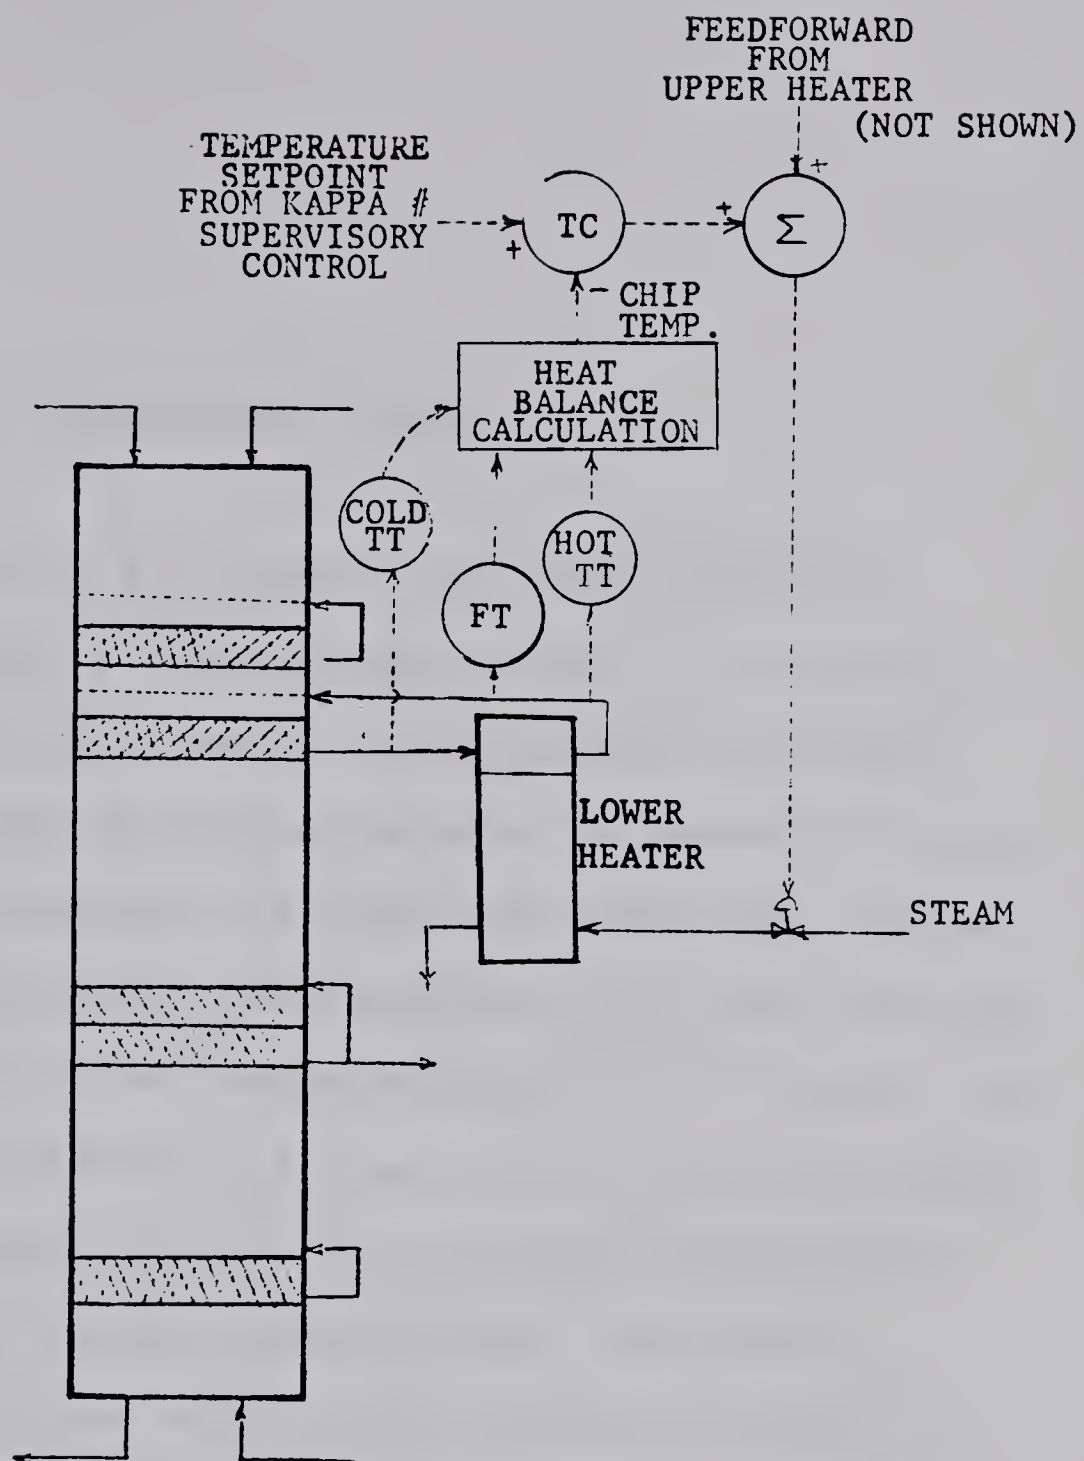 FEEDFORWARD
FROM
UPPER HEATER
(NOT SHOWN)
TEMPERATURE
SETPOINT
FROM KAPPA #
SUPERVISORY
CONTROL
+
TC
+
Σ
+
- CHIP
TEMP.
HEAT
BALANCE
CALCULATION
COLD
TT
HOT
TT
FT
LOWER
HEATER
STEAM